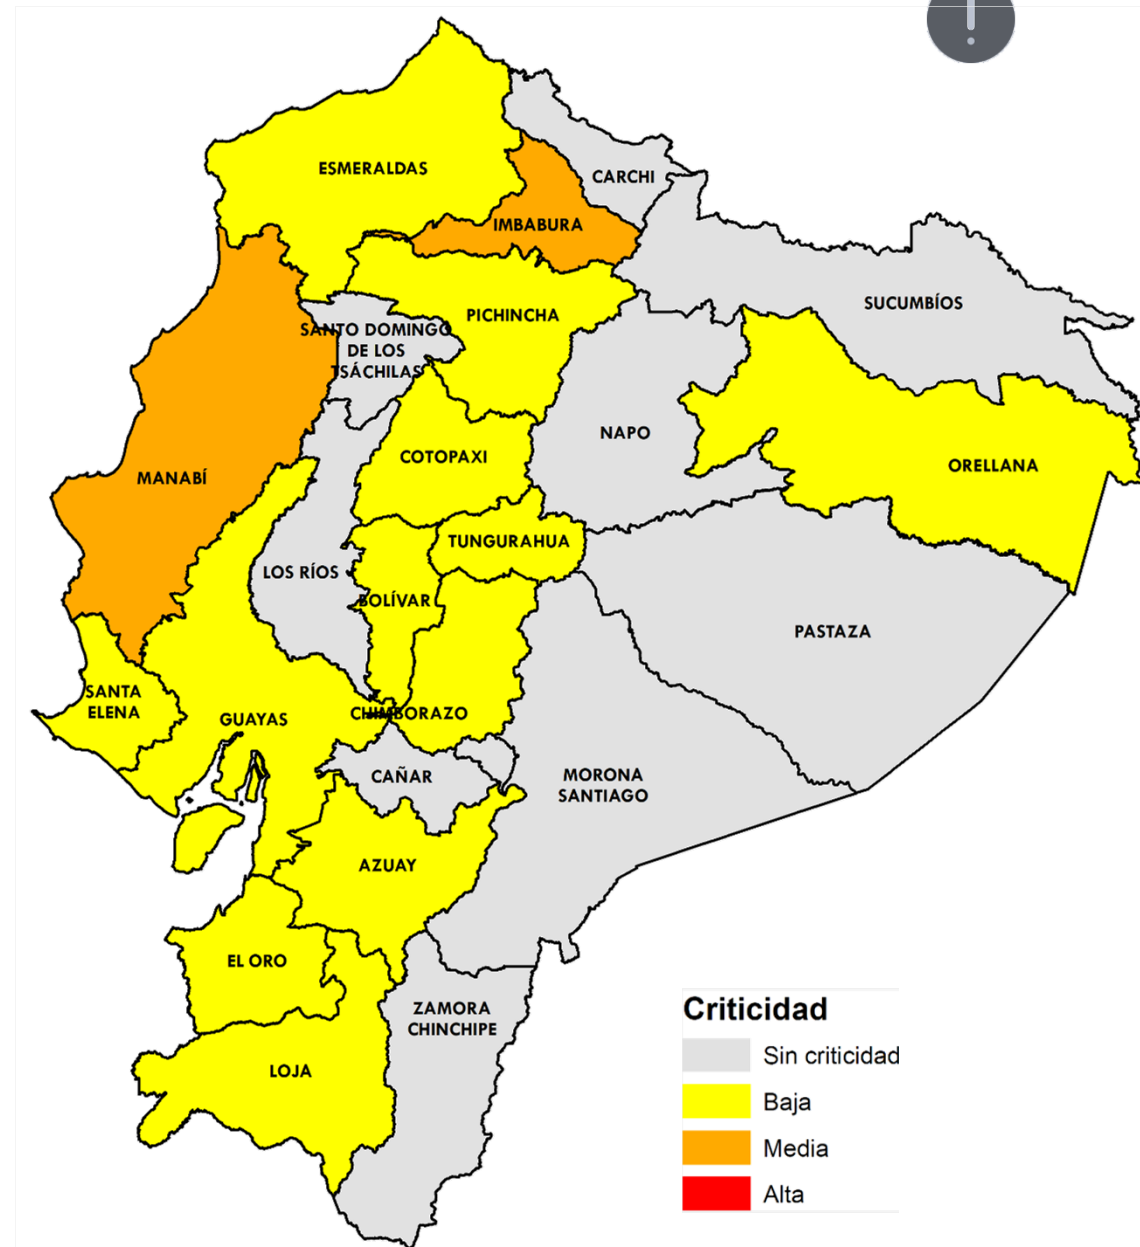 ESMERALDAS
CARCHI
IMBABURA
SUCUMBÍOS
PICHINCHA
SANTO DOMINGO
DE LOS
TSÁCHILAS
NAPO
COTOPAXI
ORELLANA
MANABÍ
TUNGURAHUA
LOS RÍOS
BOLÍVAR
PASTAZA
SANTA
ELENA
GUAYAS
CHIMBORAZO
CAÑAR
MORONA
SANTIAGO
AZUAY
EL ORO
ZAMORA
CHINCHIPE
LOJA
Criticidad
Sin criticidad
Baja
Media
Alta